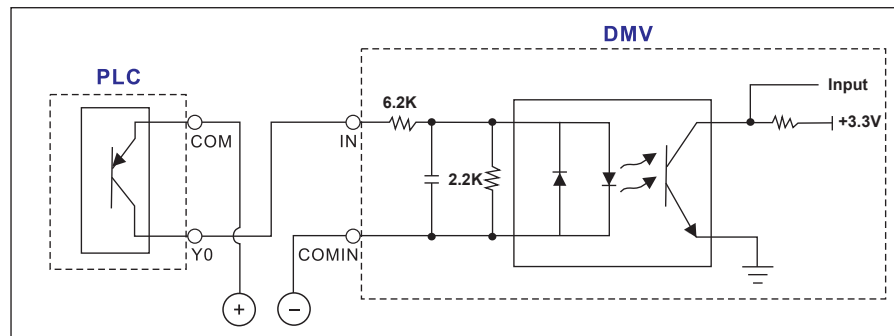 DMV
PLC
6.2K
Input
COM
IN
+3.3V
2.2K
Y0
COMIN
+
−